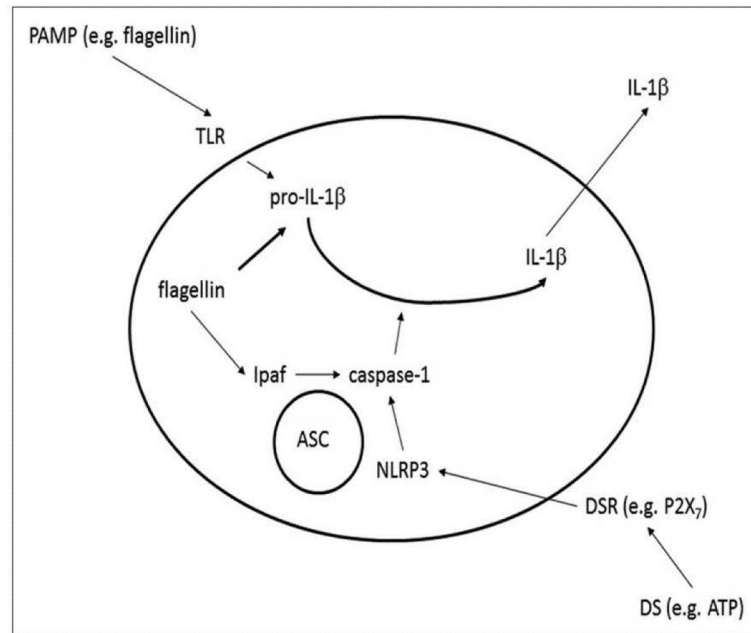 PAMP (e.g. flagellin)
IL-1β
TLR
pro-IL-1β
IL-1β
flagellin
Ipaf
caspase-1
ASC
NLRP3
DSR (e.g. P2X₇)
DS (e.g. ATP)